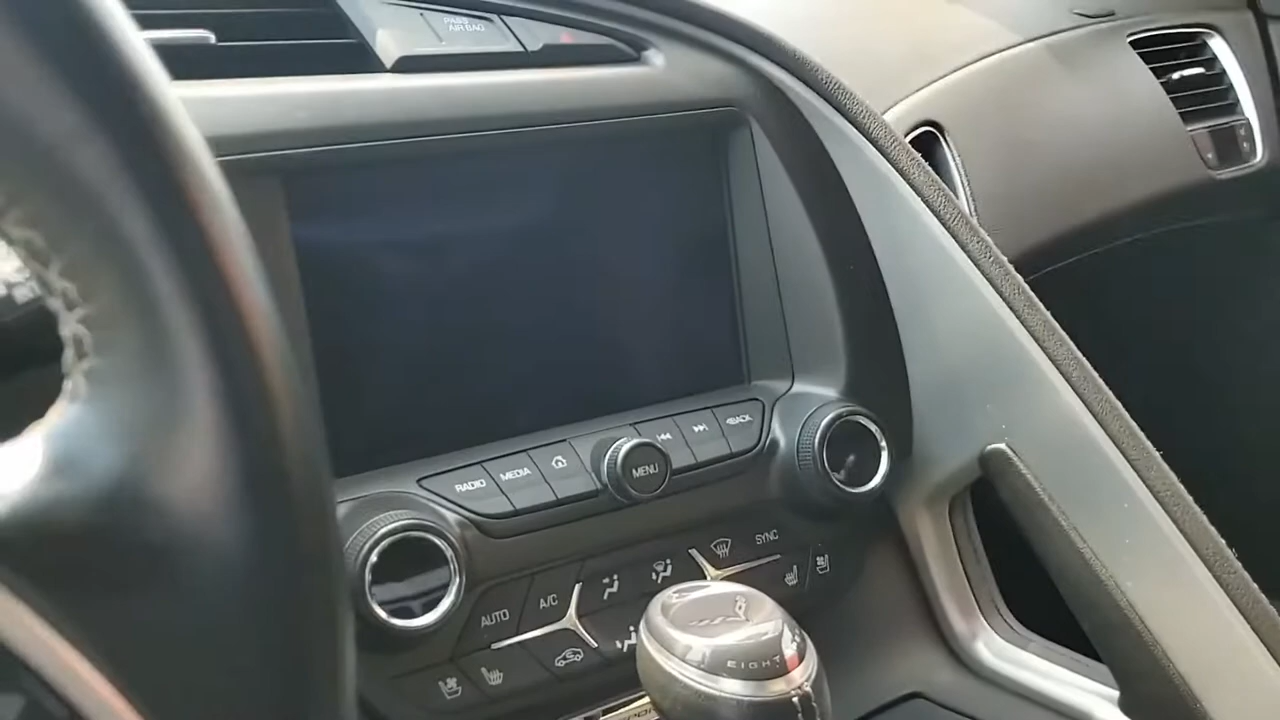 PASS
AIR BAG
RADIO
MEDIA
MENU
BACK
SYNC
A/C
AUTO
EIGHT